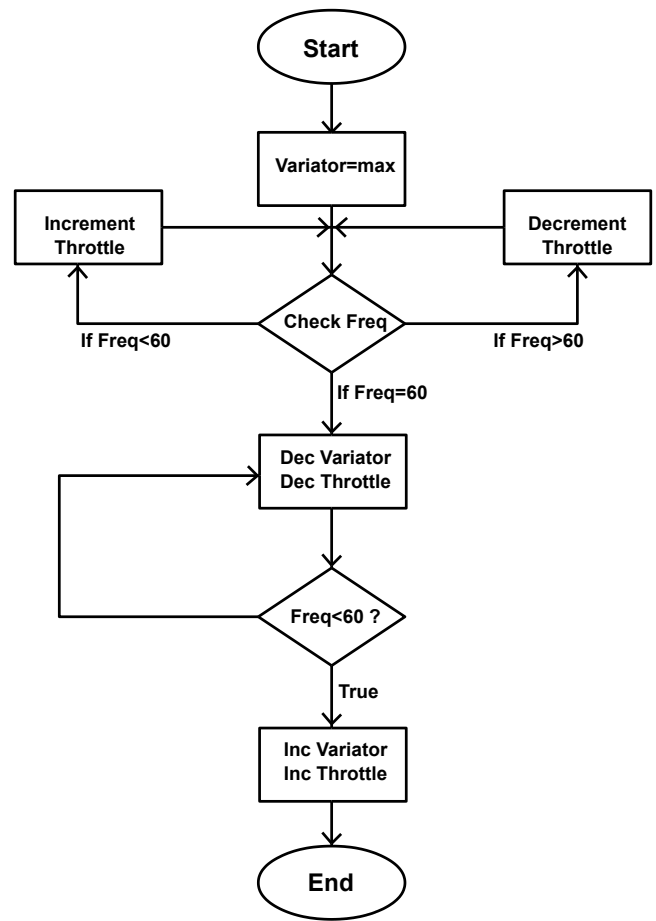 Start
Variator=max
Increment
Throttle
Decrement
Throttle
Check Freq
If Freq<60
If Freq>60
If Freq=60
Dec Variator
Dec Throttle
Freq<60 ?
True
Inc Variator
Inc Throttle
End